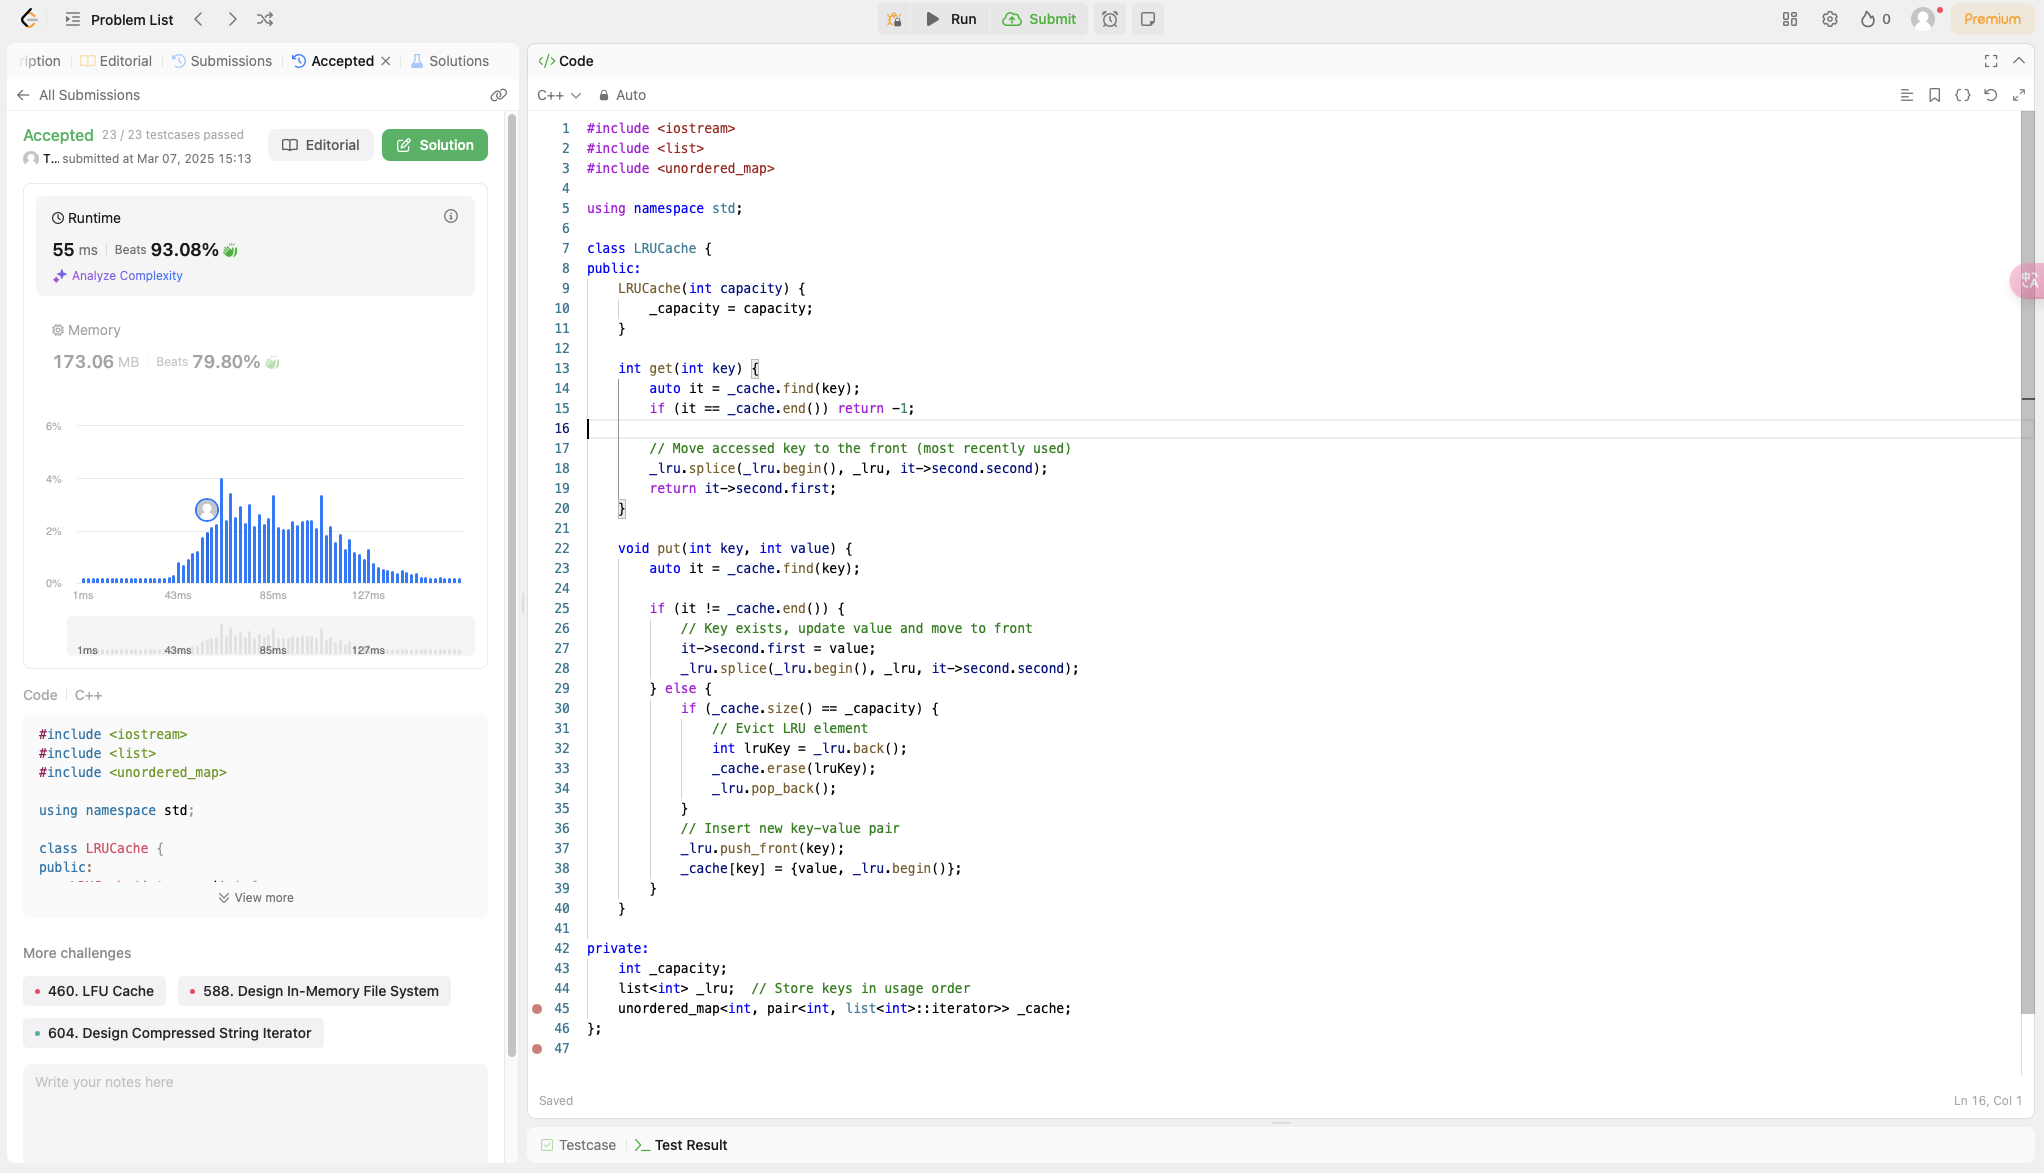 Problem List
Run
Submit
0
Premium
ription
Editorial
Submissions
Accepted
Solutions
All Submissions
Accepted 23 / 23 testcases passed
T... submitted at Mar 07, 2025 15:13
Editorial
Solution
Runtime
55 ms Beats 93.08%
Analyze Complexity
Memory
173.06 MB Beats 79.80%
6%
4%
2%
0%
1ms 43ms 85ms 127ms
1ms 43ms 85ms 127ms
Code C++
#include <iostream>
#include <list>
#include <unordered_map>
using namespace std;
class LRUCache {
public:
View more
More challenges
460. LFU Cache
588. Design In-Memory File System
604. Design Compressed String Iterator
Write your notes here
</> Code
C++ Auto
1 #include <iostream>
2 #include <list>
3 #include <unordered_map>
4
5 using namespace std;
6
7 class LRUCache {
8 public:
9     LRUCache(int capacity) {
10         _capacity = capacity;
11     }
12
13     int get(int key) {
14         auto it = _cache.find(key);
15         if (it == _cache.end()) return -1;
16
17         // Move accessed key to the front (most recently used)
18         _lru.splice(_lru.begin(), _lru, it->second.second);
19         return it->second.first;
20     }
21
22     void put(int key, int value) {
23         auto it = _cache.find(key);
24
25         if (it != _cache.end()) {
26             // Key exists, update value and move to front
27             it->second.first = value;
28             _lru.splice(_lru.begin(), _lru, it->second.second);
29         } else {
30             if (_cache.size() == _capacity) {
31                 // Evict LRU element
32                 int lruKey = _lru.back();
33                 _cache.erase(lruKey);
34                 _lru.pop_back();
35             }
36             // Insert new key-value pair
37             _lru.push_front(key);
38             _cache[key] = {value, _lru.begin()};
39         }
40     }
41
42 private:
43     int _capacity;
44     list<int> _lru;  // Store keys in usage order
45     unordered_map<int, pair<int, list<int>::iterator>> _cache;
46 };
47
Saved
Ln 16, Col 1
Testcase
Test Result